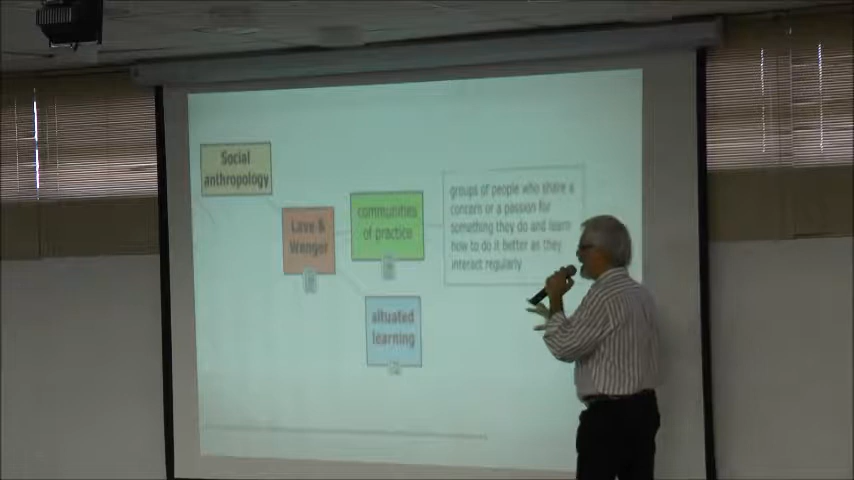 Social
anthropology
Lave &
Wenger
communities
of practice
groups of people who share a
concern or a passion for
something they do and learn
how to do it better as they
interact regularly
situated
learning